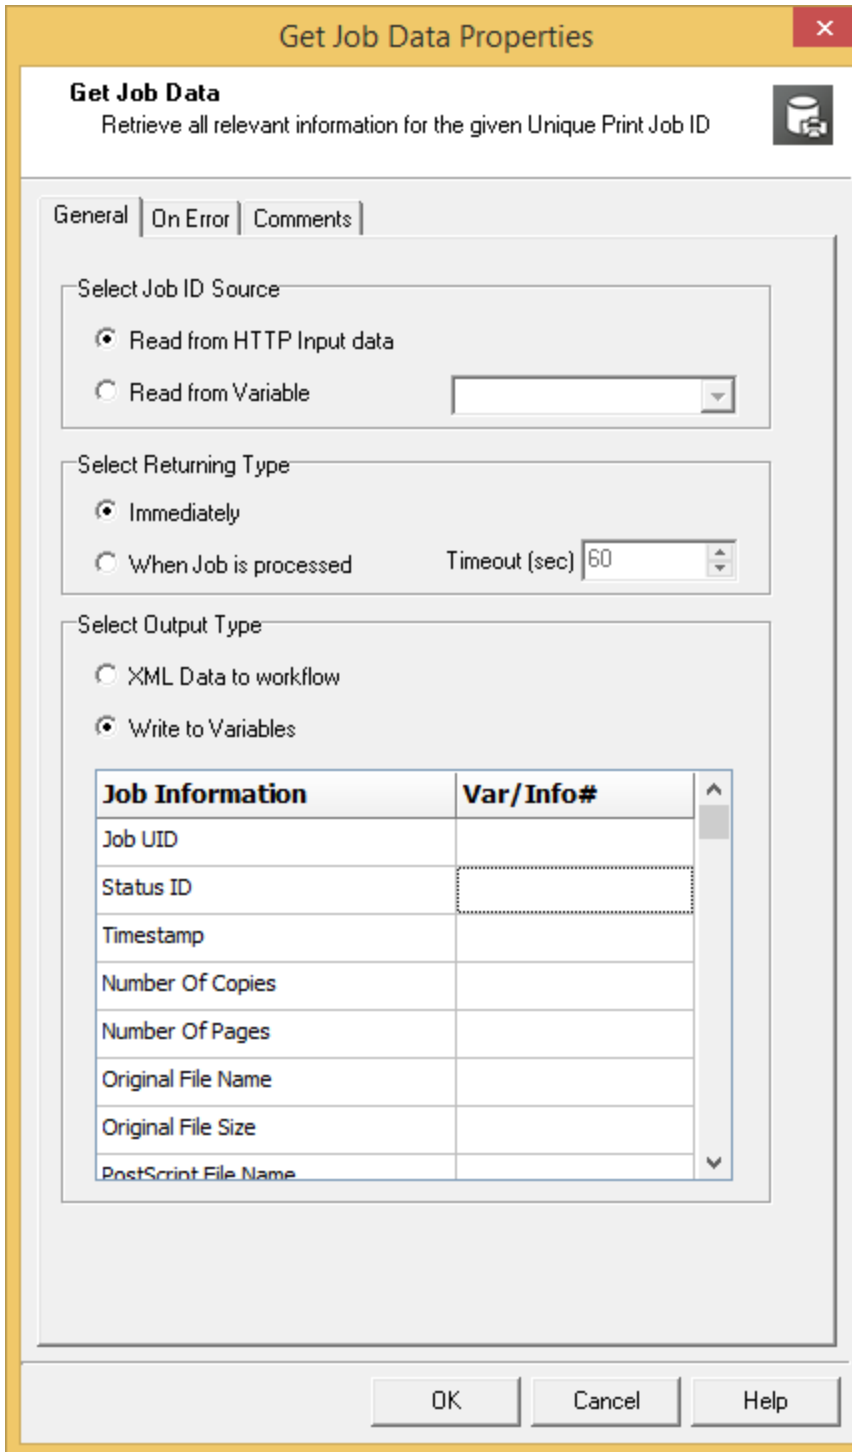 Get Job Data Properties
Get Job Data
Retrieve all relevant information for the given Unique Print Job ID
General On Error Comments
Select Job ID Source
Read from HTTP Input data
Read from Variable
Select Returning Type
Immediately
When Job is processed Timeout (sec) 60
Select Output Type
XML Data to workflow
Write to Variables
Job Information Var/Info#
Job UID
Status ID
Timestamp
Number Of Copies
Number Of Pages
Original File Name
Original File Size
PostScript File Name
OK Cancel Help